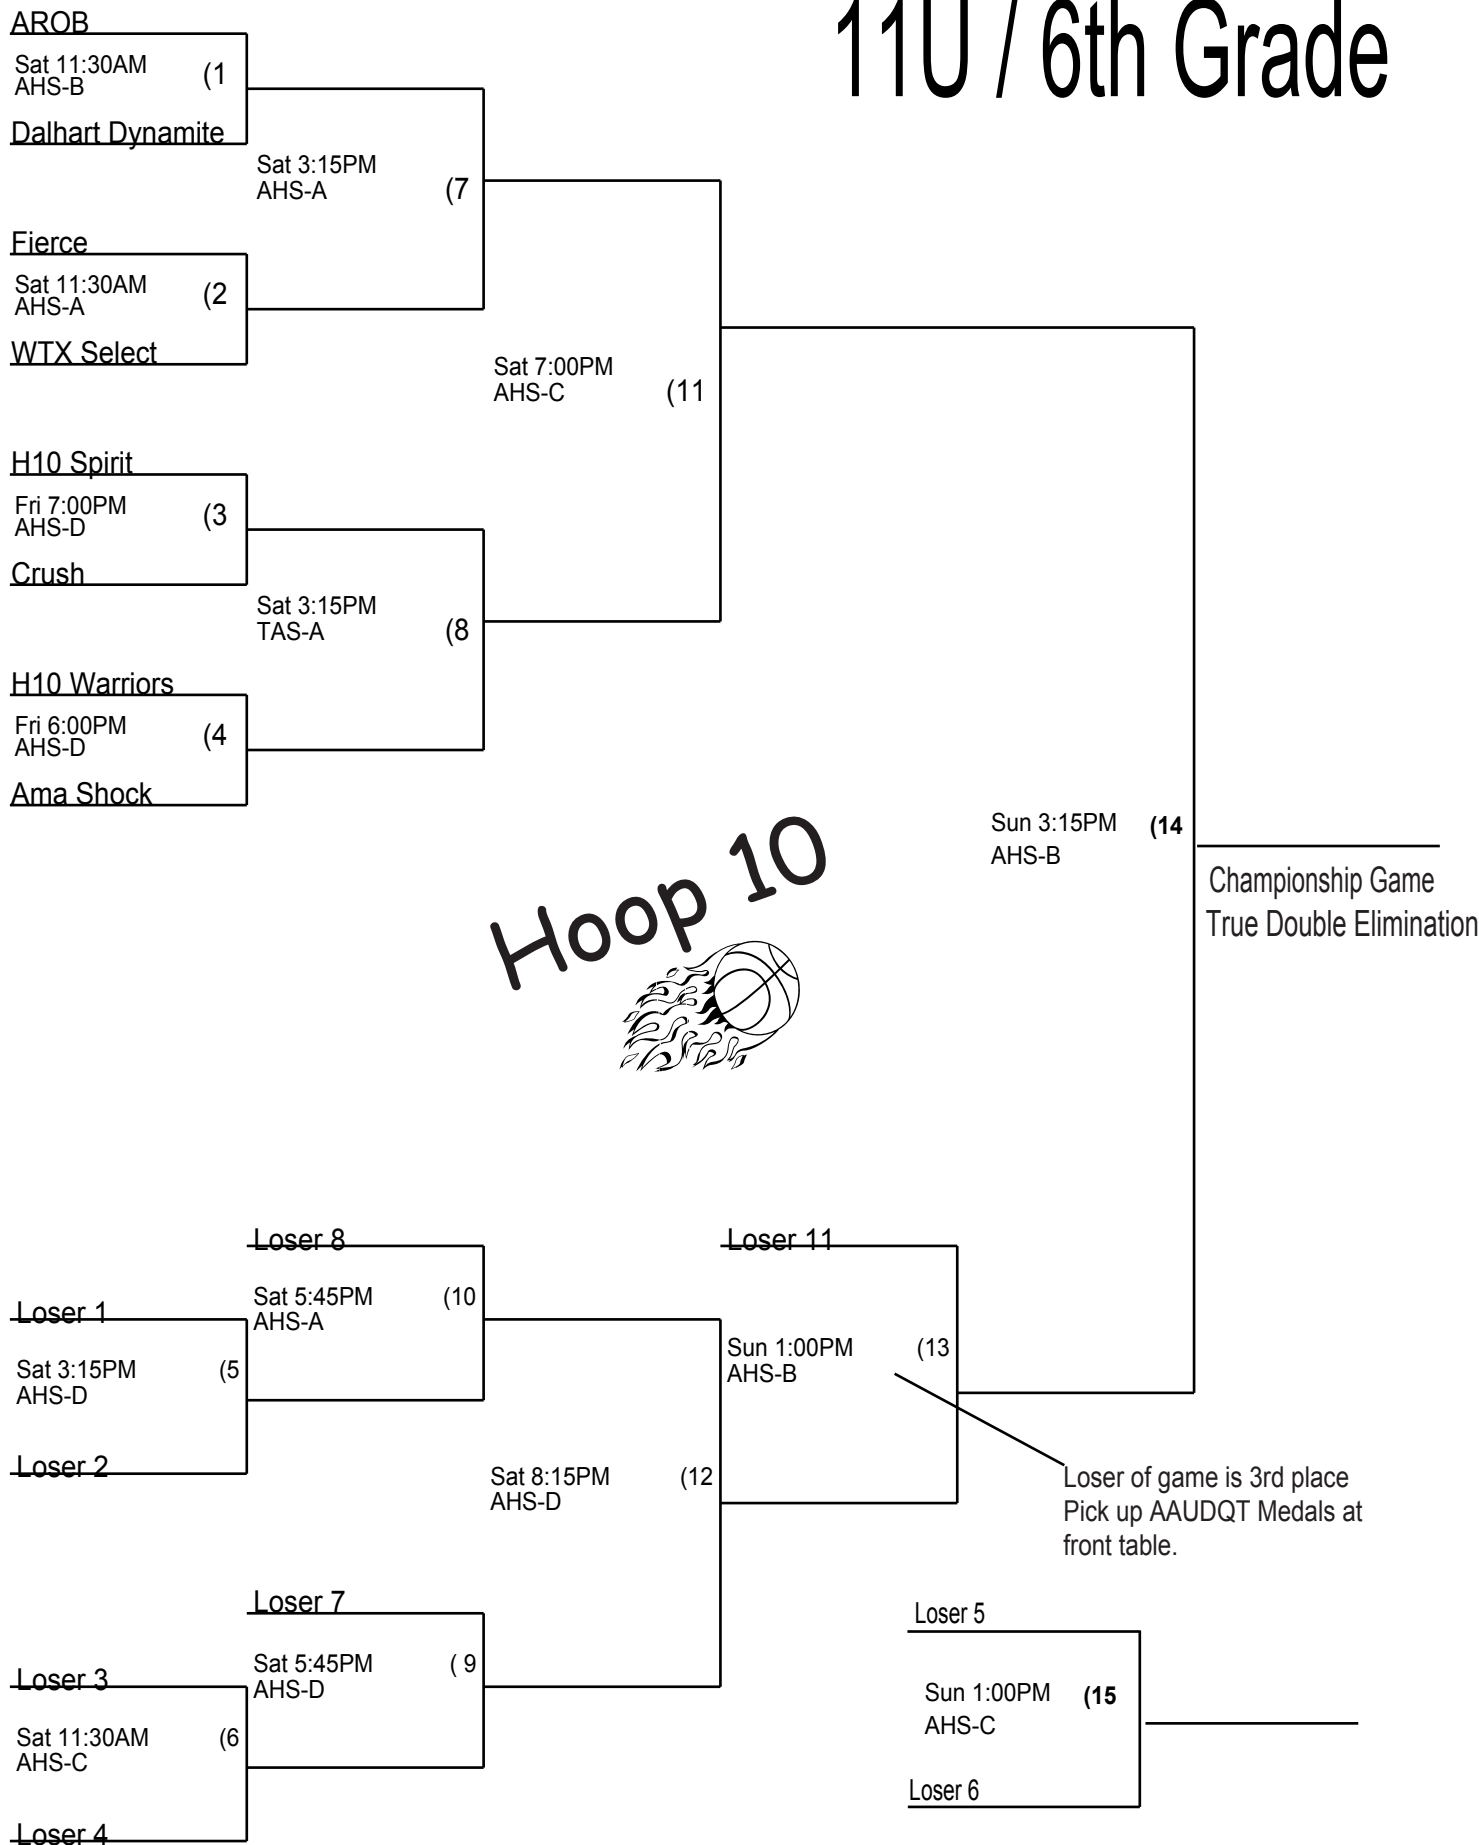 11U / 6th Grade
AROB
Sat 11:30AM (1
AHS-B
Dalhart Dynamite
Sat 3:15PM
AHS-A (7
Fierce
Sat 11:30AM (2
AHS-A
WTX Select
Sat 7:00PM
AHS-C (11
H10 Spirit
Fri 7:00PM (3
AHS-D
Crush
Sat 3:15PM
TAS-A (8
H10 Warriors
Fri 6:00PM (4
AHS-D
Ama Shock
Sun 3:15PM (14
AHS-B
Championship Game
True Double Elimination
Hoop 10
Loser 8
Sat 5:45PM (10
AHS-A
Loser 1
Sat 3:15PM (5
AHS-D
Loser 2
Loser 11
Sun 1:00PM (13
AHS-B
Sat 8:15PM (12
AHS-D
Loser of game is 3rd place
Pick up AAUDQT Medals at
front table.
Loser 7
Sat 5:45PM ( 9
AHS-D
Loser 3
Sat 11:30AM (6
AHS-C
Loser 4
Loser 5
Sun 1:00PM (15
AHS-C
Loser 6